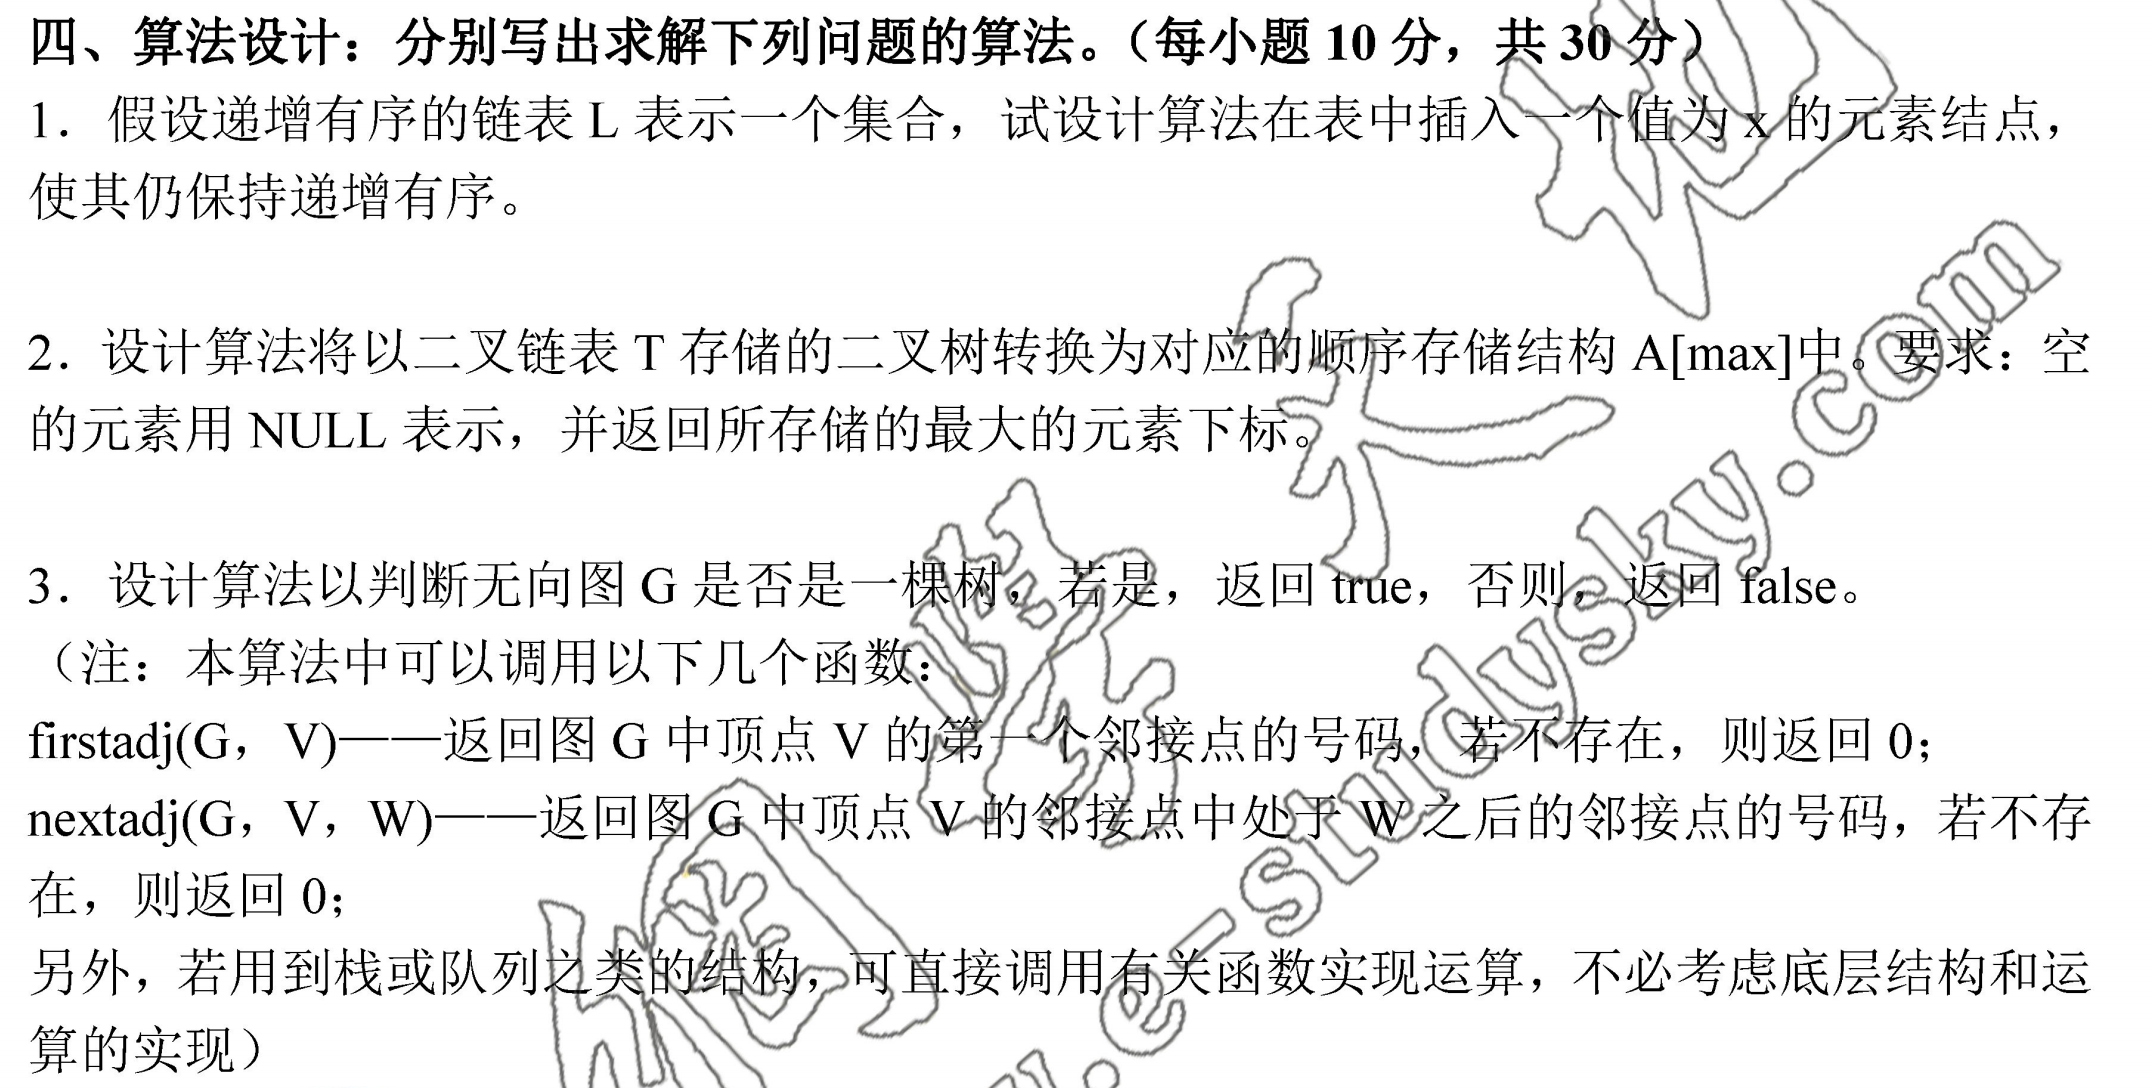 四、算法设计：分别写出求解下列问题的算法。（每小题 10 分，共 30 分）
1．假设递增有序的链表 L 表示一个集合，试设计算法在表中插入一个值为 x 的元素结点，
使其仍保持递增有序。
2．设计算法将以二叉链表 T 存储的二叉树转换为对应的顺序存储结构 A[max]中。要求：空
的元素用 NULL 表示，并返回所存储的最大的元素下标。
3．设计算法以判断无向图 G 是否是一棵树，若是，返回 true，否则，返回 false。
（注：本算法中可以调用以下几个函数：
firstadj(G，V)——返回图 G 中顶点 V 的第一个邻接点的号码，若不存在，则返回 0；
nextadj(G，V，W)——返回图 G 中顶点 V 的邻接点中处于 W 之后的邻接点的号码，若不存
在，则返回 0；
另外，若用到栈或队列之类的结构，可直接调用有关函数实现运算，不必考虑底层结构和运
算的实现）
.e-studysky.com